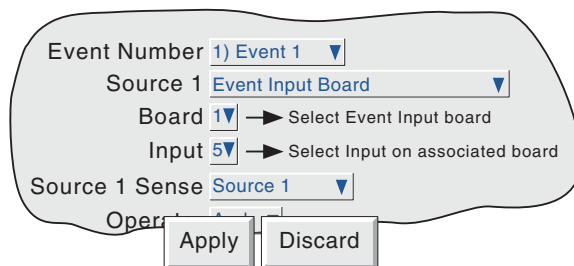 Event Number 1) Event 1
Source 1 Event Input Board
Board 1 Select Event Input board
Input 5 Select Input on associated board
Source 1 Sense Source 1
Apply Discard